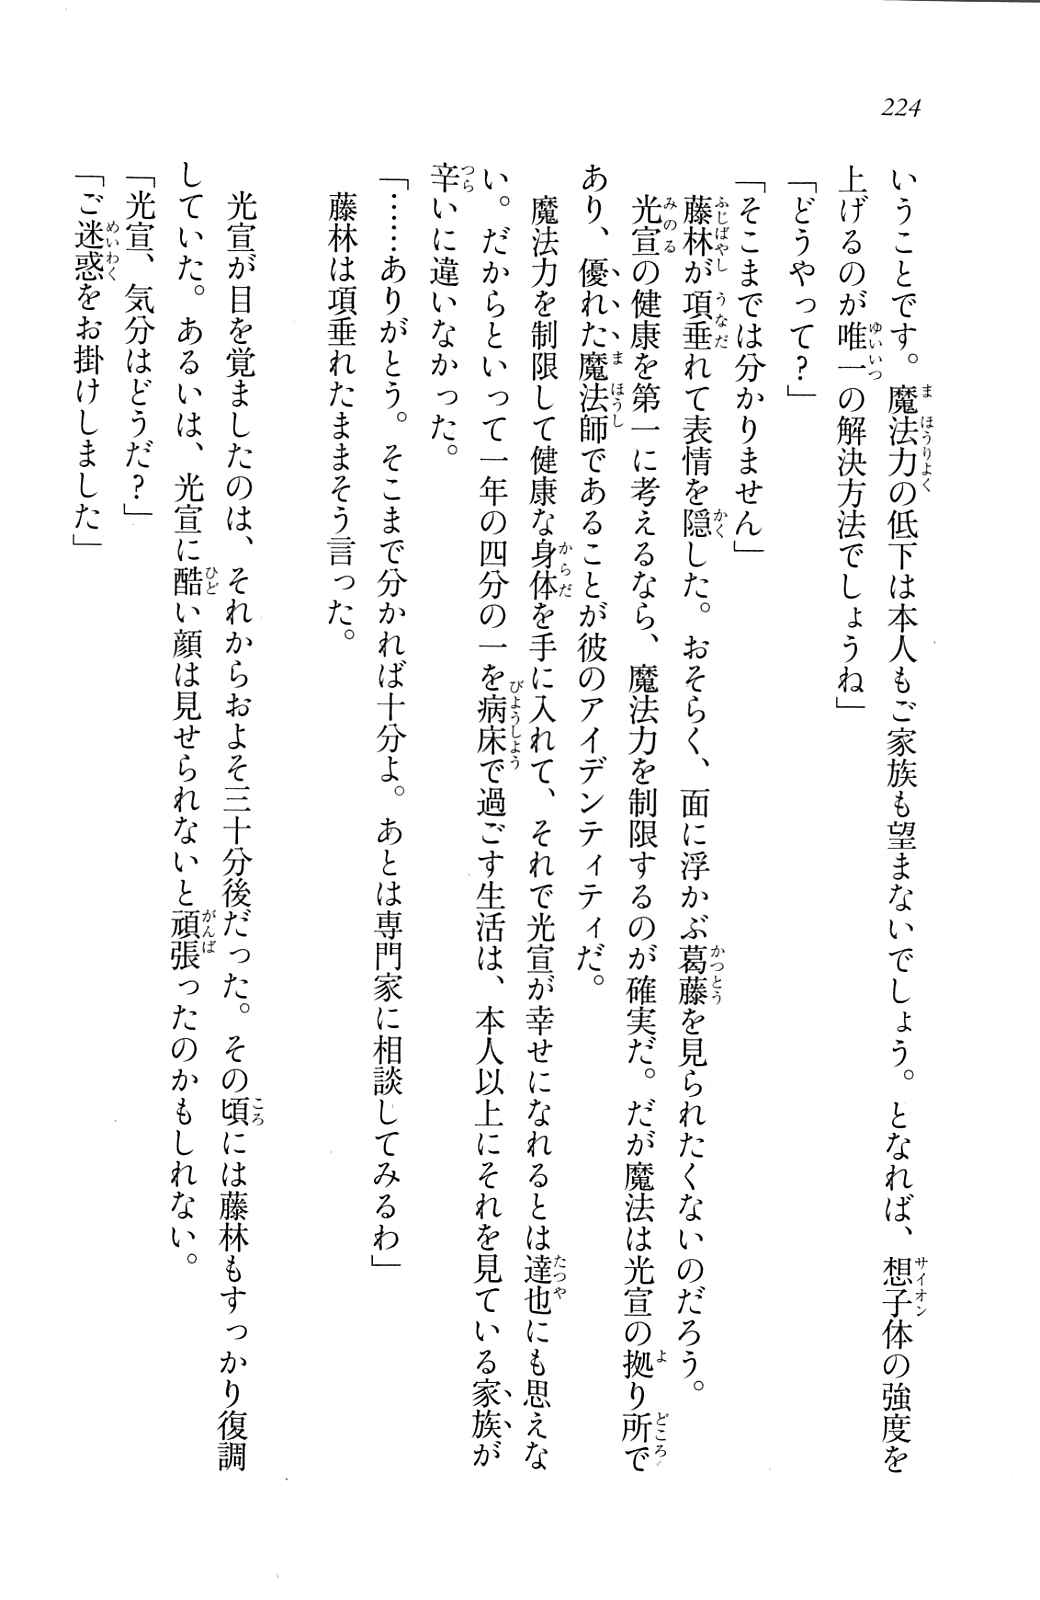 224
いうことです。魔法力の低下は本人もご家族も望まないでしょう。となれば、想子体の強度を
上げるのが唯一の解決方法でしょうね」
「どうやって?」
「そこまでは分かりません」
藤林が項垂れて表情を隠した。おそらく、面に浮かぶ葛藤を見られたくないのだろう。
光宣の健康を第一に考えるなら、魔法力を制限するのが確実だ。だが魔法は光宣の拠り所で
あり、優れた魔法師であることが彼のアイデンティティだ。
魔法力を制限して健康な身体を手に入れて、それで光宣が幸せになれるとは達也にも思えな
い。だからといって一年の四分の一を病床で過ごす生活は、本人以上にそれを見ている家族が
辛いに違いなかった。
「……ありがとう。そこまで分かれば十分よ。あとは専門家に相談してみるわ」
藤林は項垂れたままそう言った。
光宣が目を覚ましたのは、それからおよそ三十分後だった。その頃には藤林もすっかり復調
していた。あるいは、光宣に酷い顔は見せられないと頑張ったのかもしれない。
「光宣、気分はどうだ?」
「ご迷惑をお掛けしました」